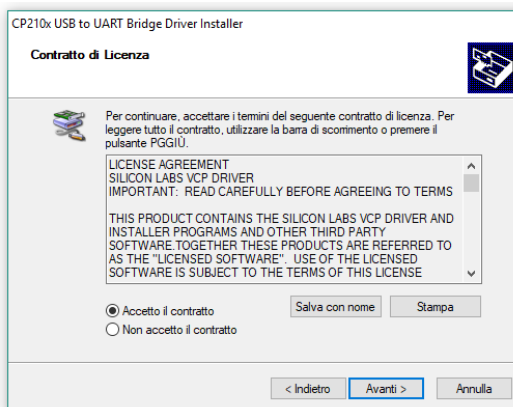 CP210x USB to UART Bridge Driver Installer
Contratto di Licenza
Per continuare, accettare i termini del seguente contratto di licenza. Per
leggere tutto il contratto, utilizzare la barra di scorrimento o premere il
pulsante PGGIÙ.
LICENSE AGREEMENT
SILICON LABS VCP DRIVER
IMPORTANT:  READ CAREFULLY BEFORE AGREEING TO TERMS
THIS PRODUCT CONTAINS THE SILICON LABS VCP DRIVER AND
INSTALLER PROGRAMS AND OTHER THIRD PARTY
SOFTWARE.TOGETHER THESE PRODUCTS ARE REFERRED TO
AS THE "LICENSED SOFTWARE".  USE OF THE LICENSED
SOFTWARE IS SUBJECT TO THE TERMS OF THIS LICENSE
Accetto il contratto
Salva con nome
Stampa
Non accetto il contratto
< Indietro
Avanti >
Annulla